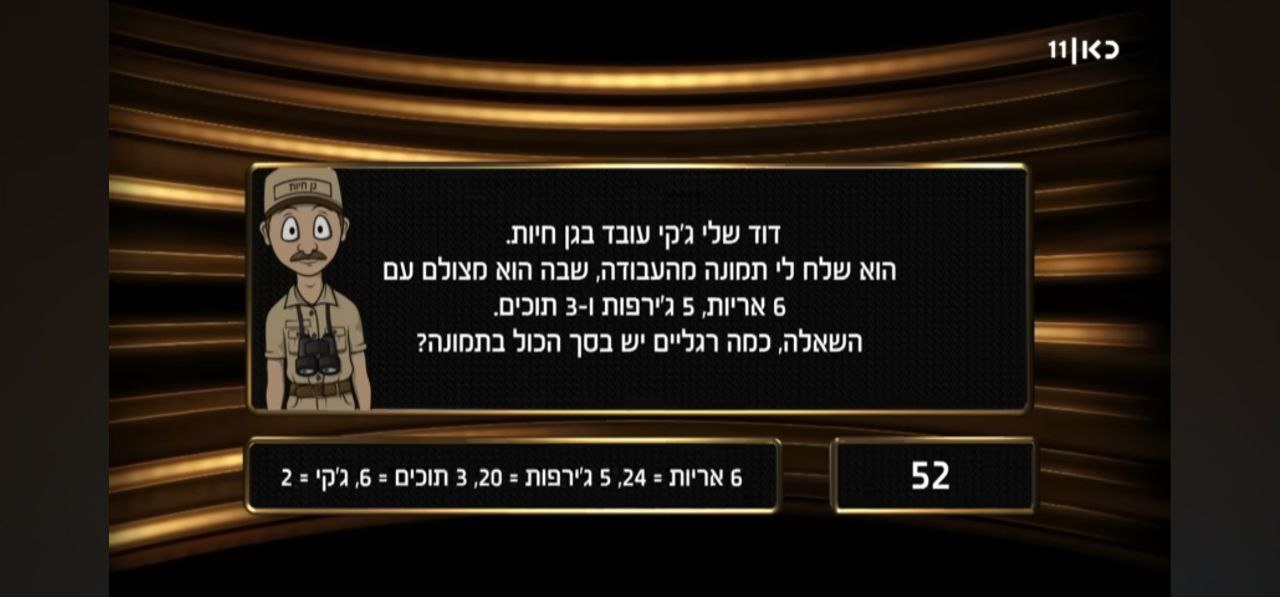 כאן|11
גן חיות
דוד שלי ג'קי עובד בגן חיות.
הוא שלח לי תמונה מהעבודה, שבה הוא מצולם עם
6 אריות, 5 ג'ירפות ו-3 תוכים.
השאלה, כמה רגליים יש בסך הכול בתמונה?
6 אריות = 24, 5 ג'ירפות = 20, 3 תוכים = 6, ג'קי = 2
52